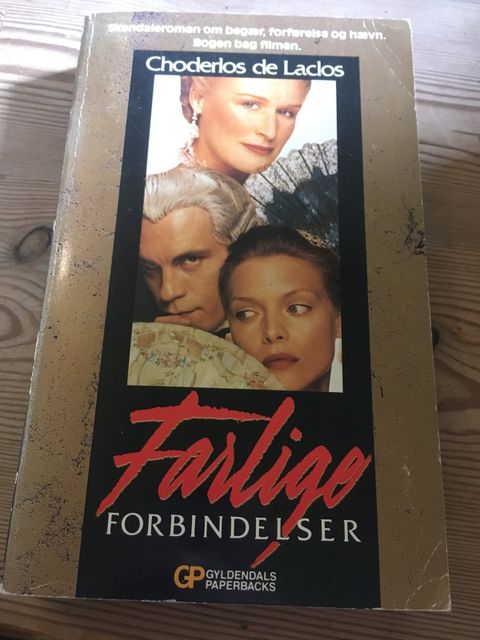 Skandaleroman om begær, forførelse og hævn.
Bogen bag filmen.
Choderlos de Laclos
Farlige
FORBINDELSER
GP GYLDENDALS
PAPERBACKS